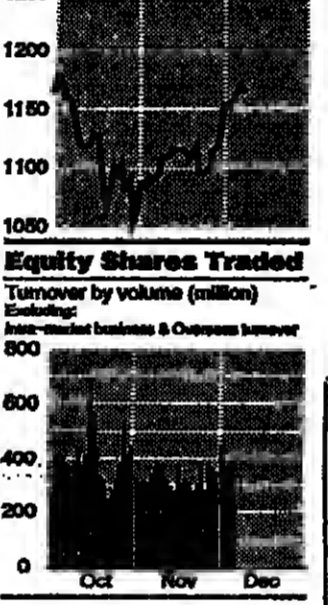 1200
1150
1100
1050
Equity Shares Traded
Turnover by volume (million)
Excluding:
Intra-market business & Overseas turnover
800
600
400
200
0
Oct Nov Dec